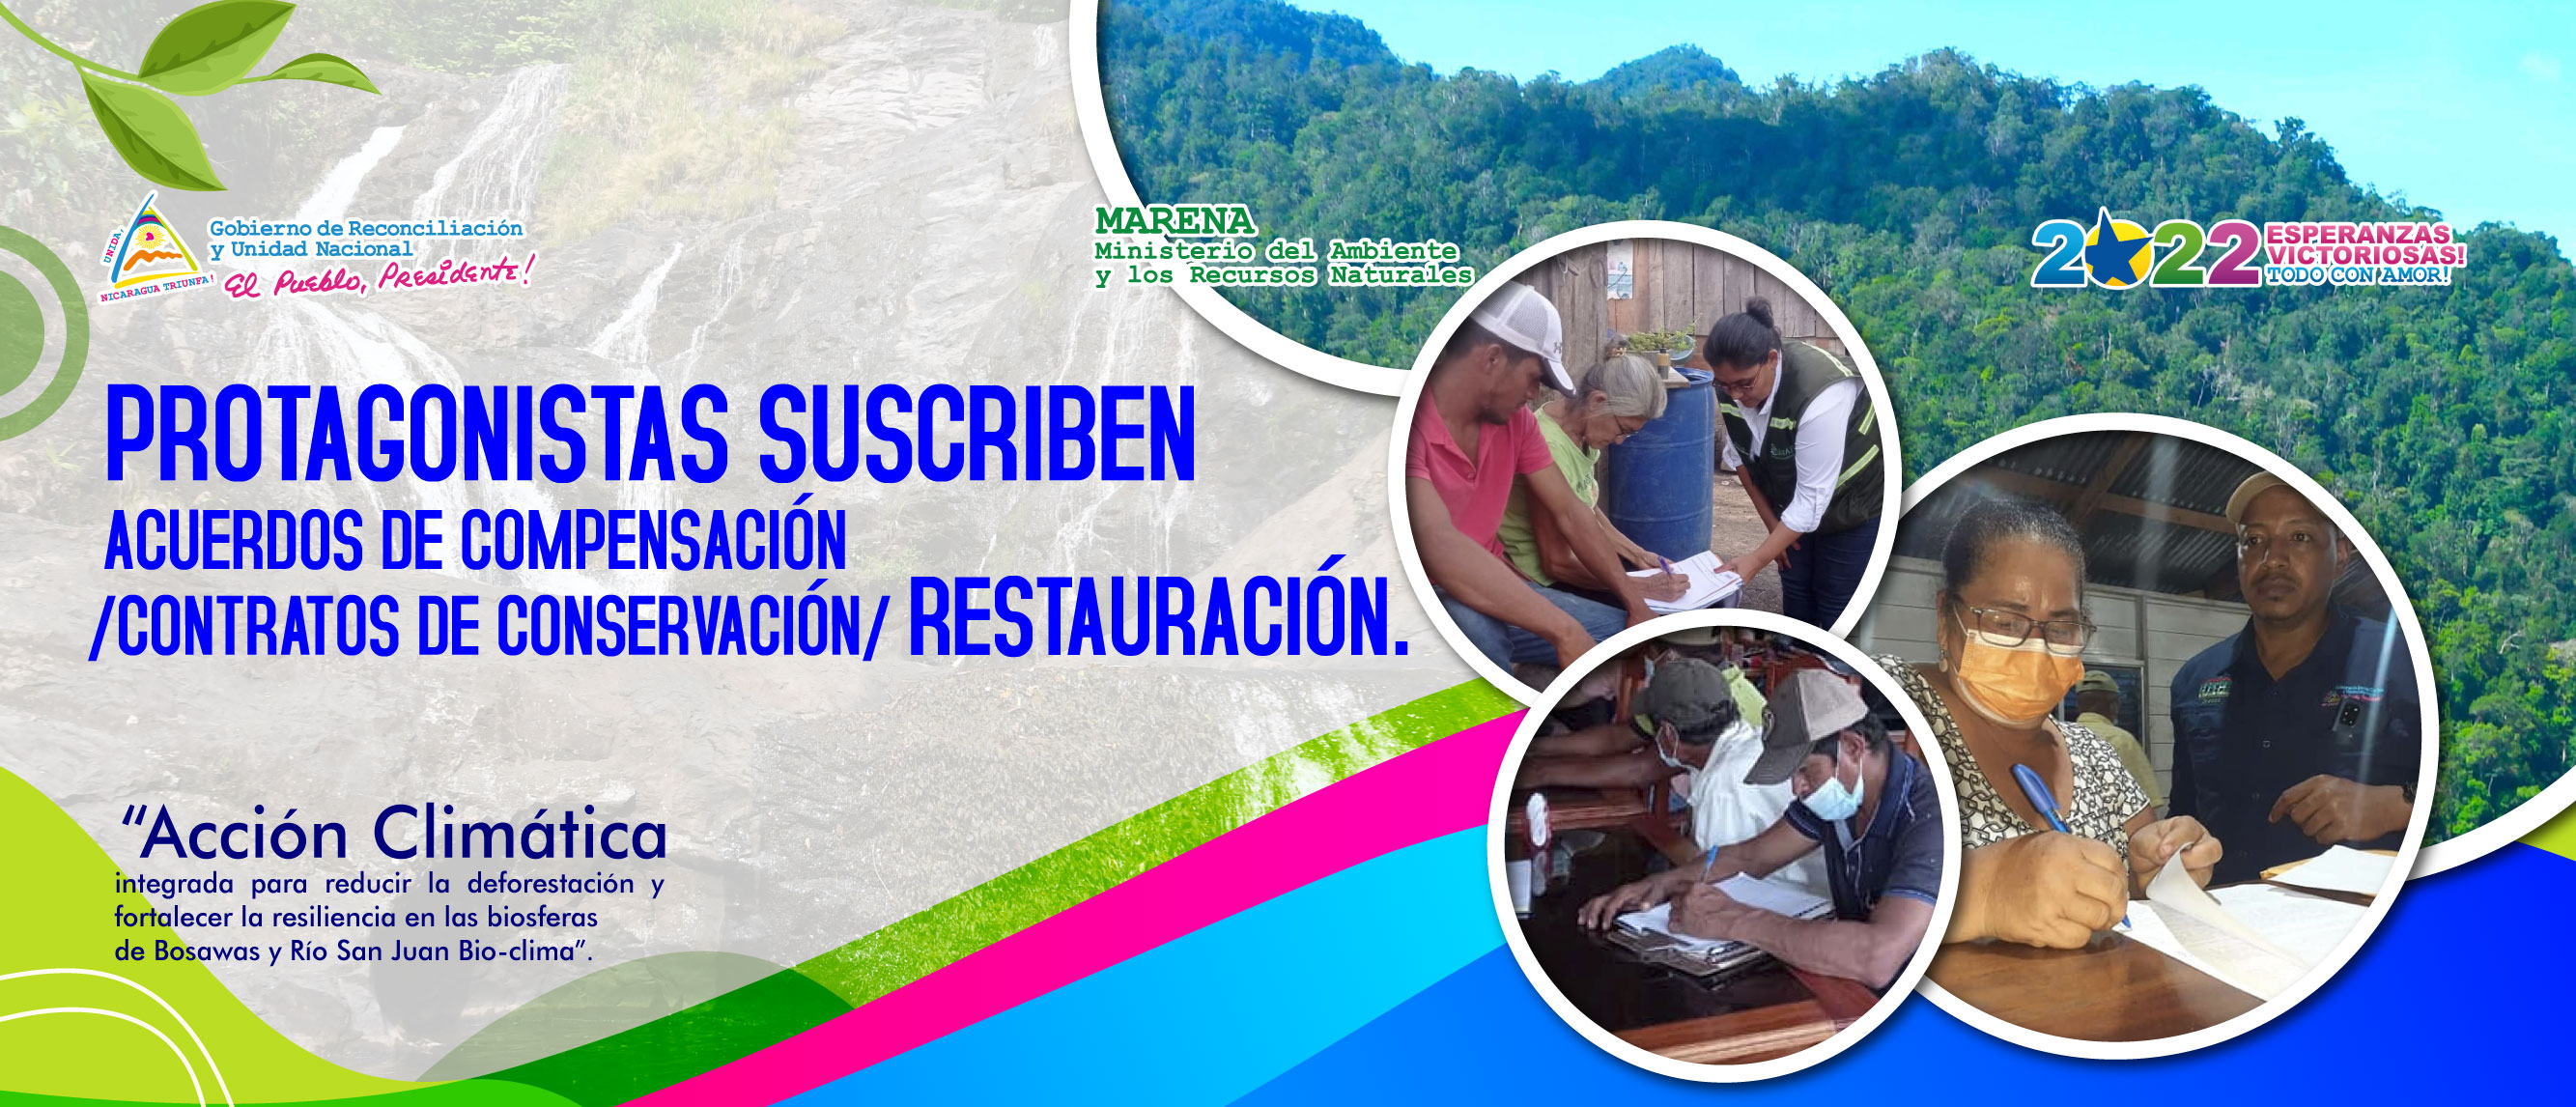 UNIDA,
NICARAGUA TRIUNFA!
Gobierno de Reconciliación
y Unidad Nacional
El Pueblo, Presidente!
MARENA
Ministerio del Ambiente
y los Recursos Naturales
2022
ESPERANZAS
VICTORIOSAS!
TODO CON AMOR!
PROTAGONISTAS SUSCRIBEN
ACUERDOS DE COMPENSACIÓN
/CONTRATOS DE CONSERVACIÓN/ RESTAURACIÓN.
“Acción Climática
integrada para reducir la deforestación y
fortalecer la resiliencia en las biosferas
de Bosawas y Río San Juan Bio-clima”.